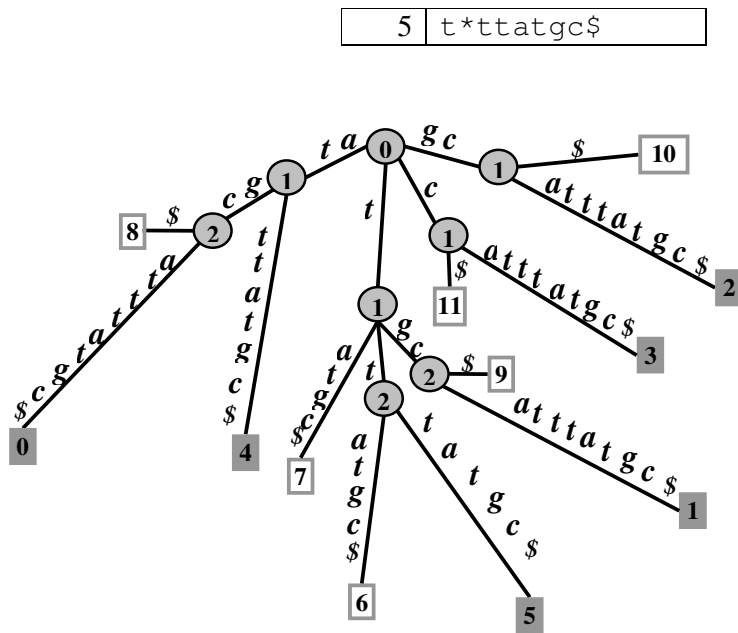 5 t*ttatgc$
t a
0
g c
$
10
1
1
c g
t
c
a t t t a t g c $
2
$
8
2
1
$
11
a t t t a t g c $
3
$ c g t a t t t a
0
t t a t g c $
4
1
a t g c $
7
t
g c
2
$
9
a t t t a t g c $
1
2
a t g c $
6
t a t g c $
5